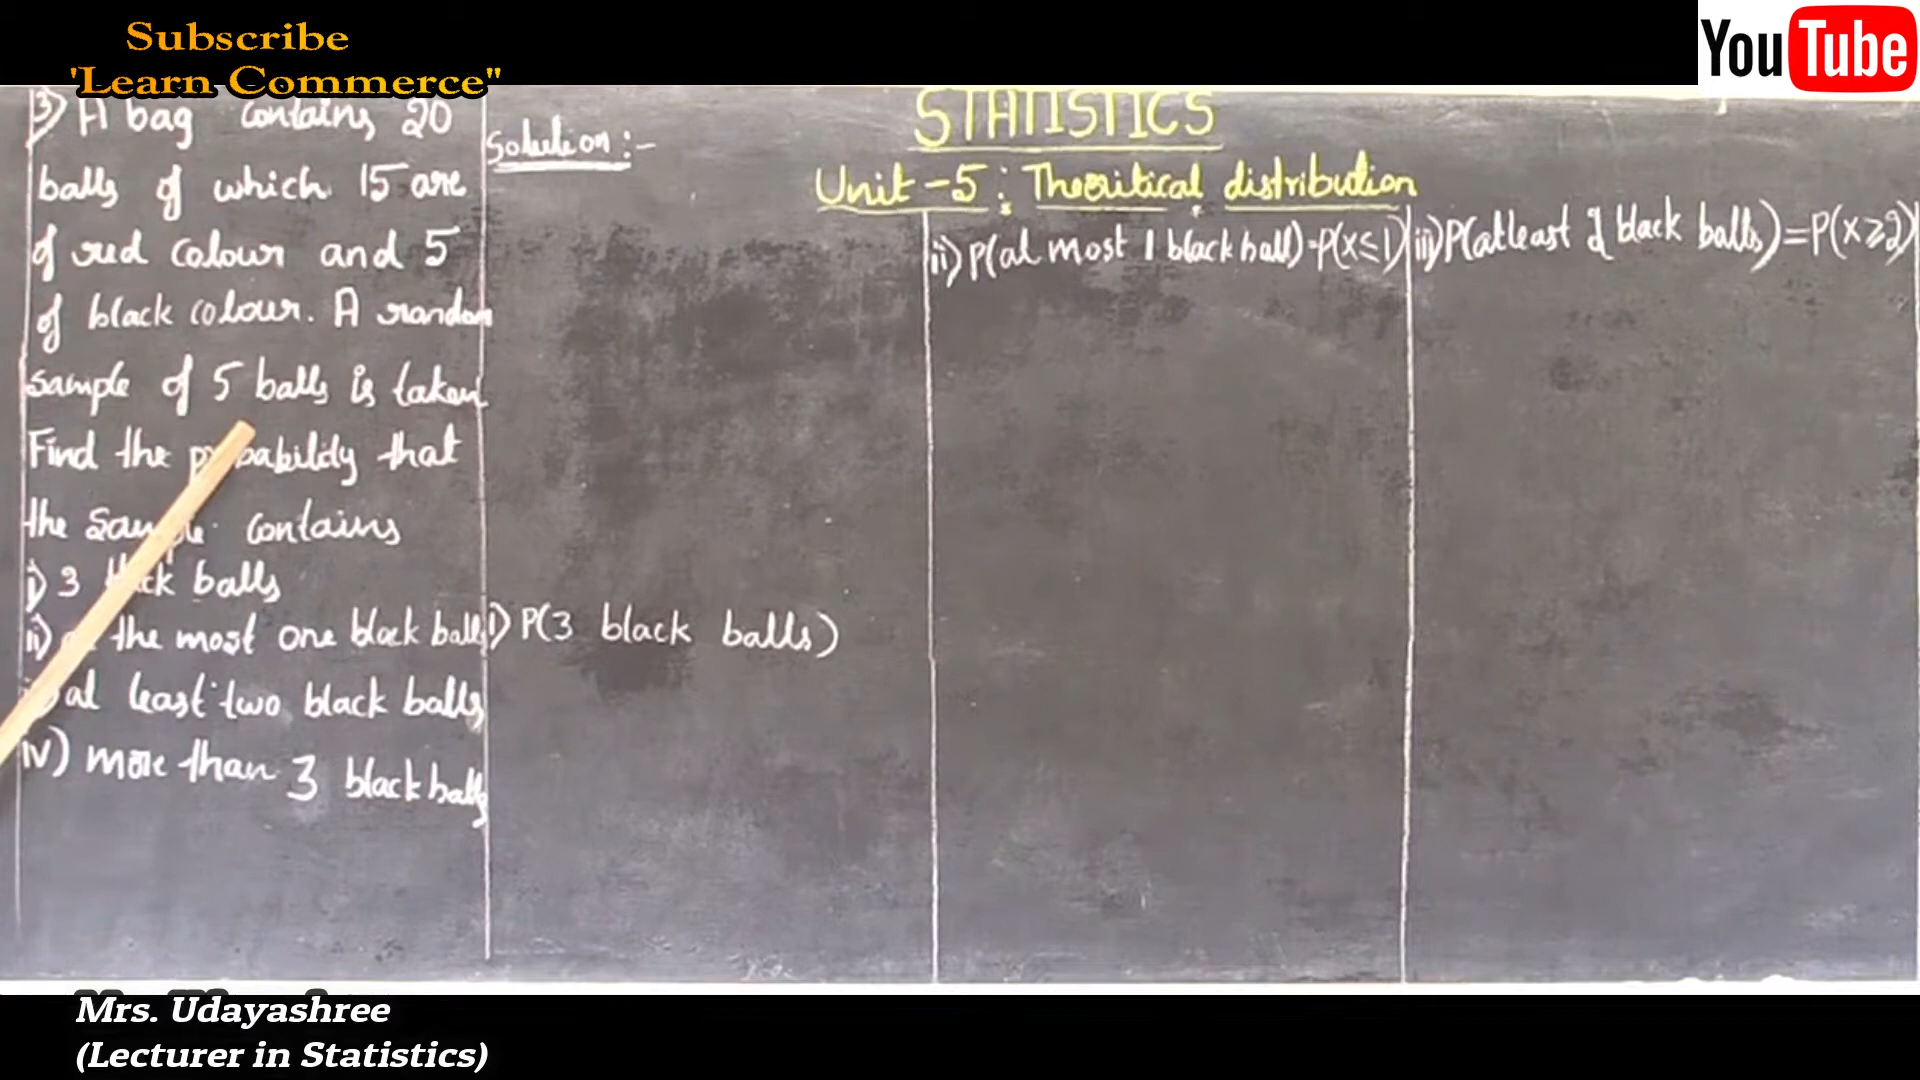 Subscribe
'Learn Commerce"
YouTube
STATISTICS
Unit - 5 : Theoritical distribution
3) A bag contains 20
balls of which 15 are
of red colour and 5
of black colour. A random
sample of 5 balls is taken
Find the probability that
the Sample contains
i) 3 black balls
ii) at the most one black balls
iii) at least two black balls
iv) more than 3 black balls
Solution :-
i) P(3 black balls)
ii) P(at most 1 black ball) = P(x ≤ 1)
iii) P(atleast 2 black balls) = P(x ≥ 2)
Mrs. Udayashree
(Lecturer in Statistics)